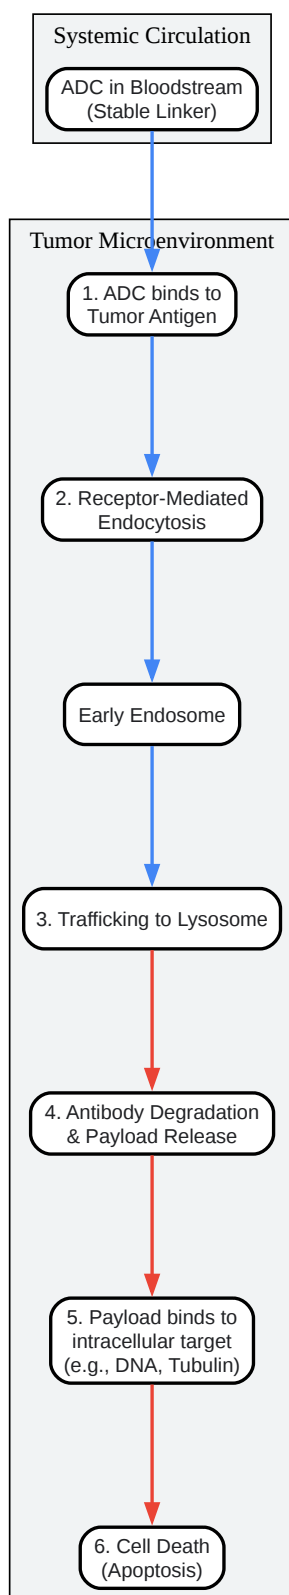 Systemic Circulation
ADC in Bloodstream
(Stable Linker)
Tumor Microenvironment
1. ADC binds to
Tumor Antigen
2. Receptor-Mediated
Endocytosis
Early Endosome
3. Trafficking to Lysosome
4. Antibody Degradation
& Payload Release
5. Payload binds to
intracellular target
(e.g., DNA, Tubulin)
6. Cell Death
(Apoptosis)